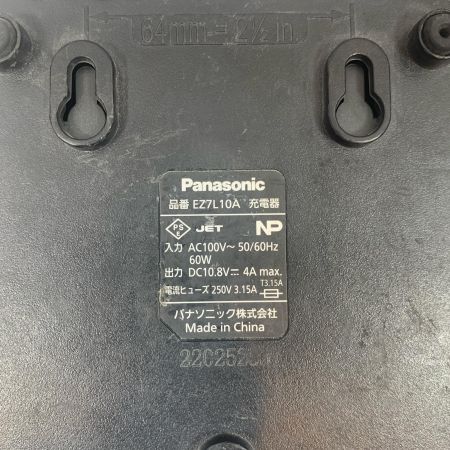 64mm = 2½in.
Panasonic
品番 EZ7L10A 充電器
PS
E
JET
NP
入力 AC100V～ 50/60Hz
60W
出力 DC10.8V⎓ 4A max.
T3.15A
電流ヒューズ 250V 3.15A
パナソニック株式会社
Made in China